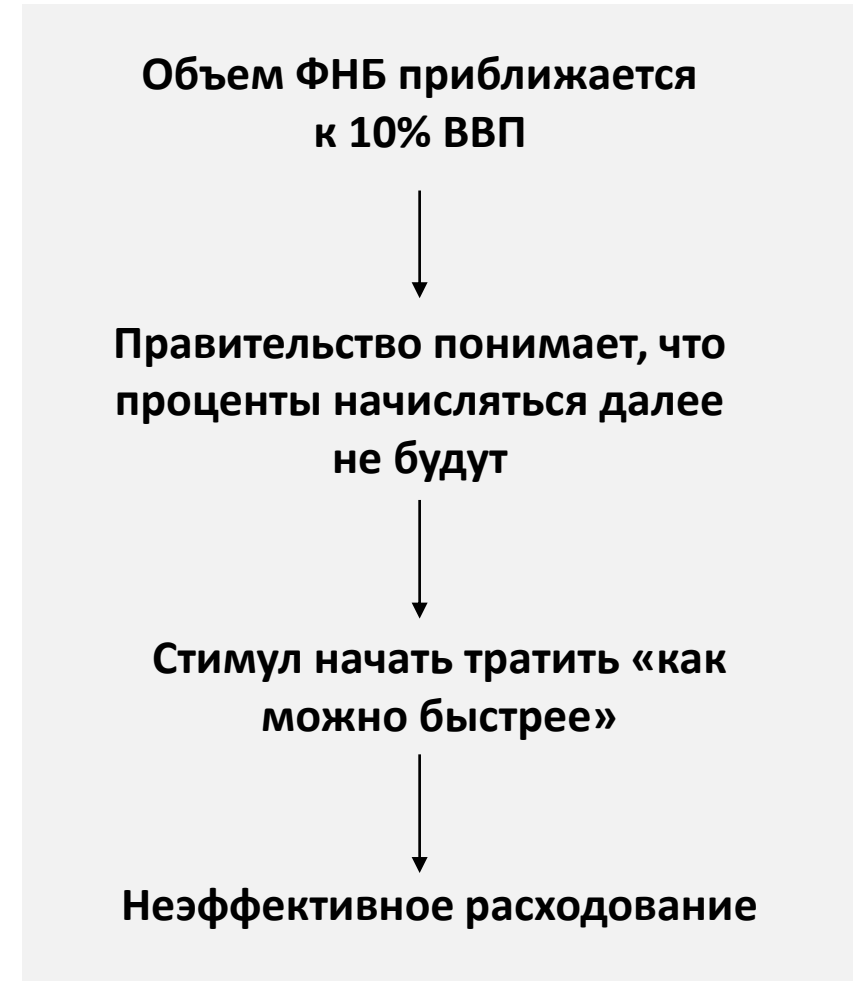 Объем ФНБ приближается
к 10% ВВП
Правительство понимает, что
проценты начисляться далее
не будут
Стимул начать тратить «как
можно быстрее»
Неэффективное расходование